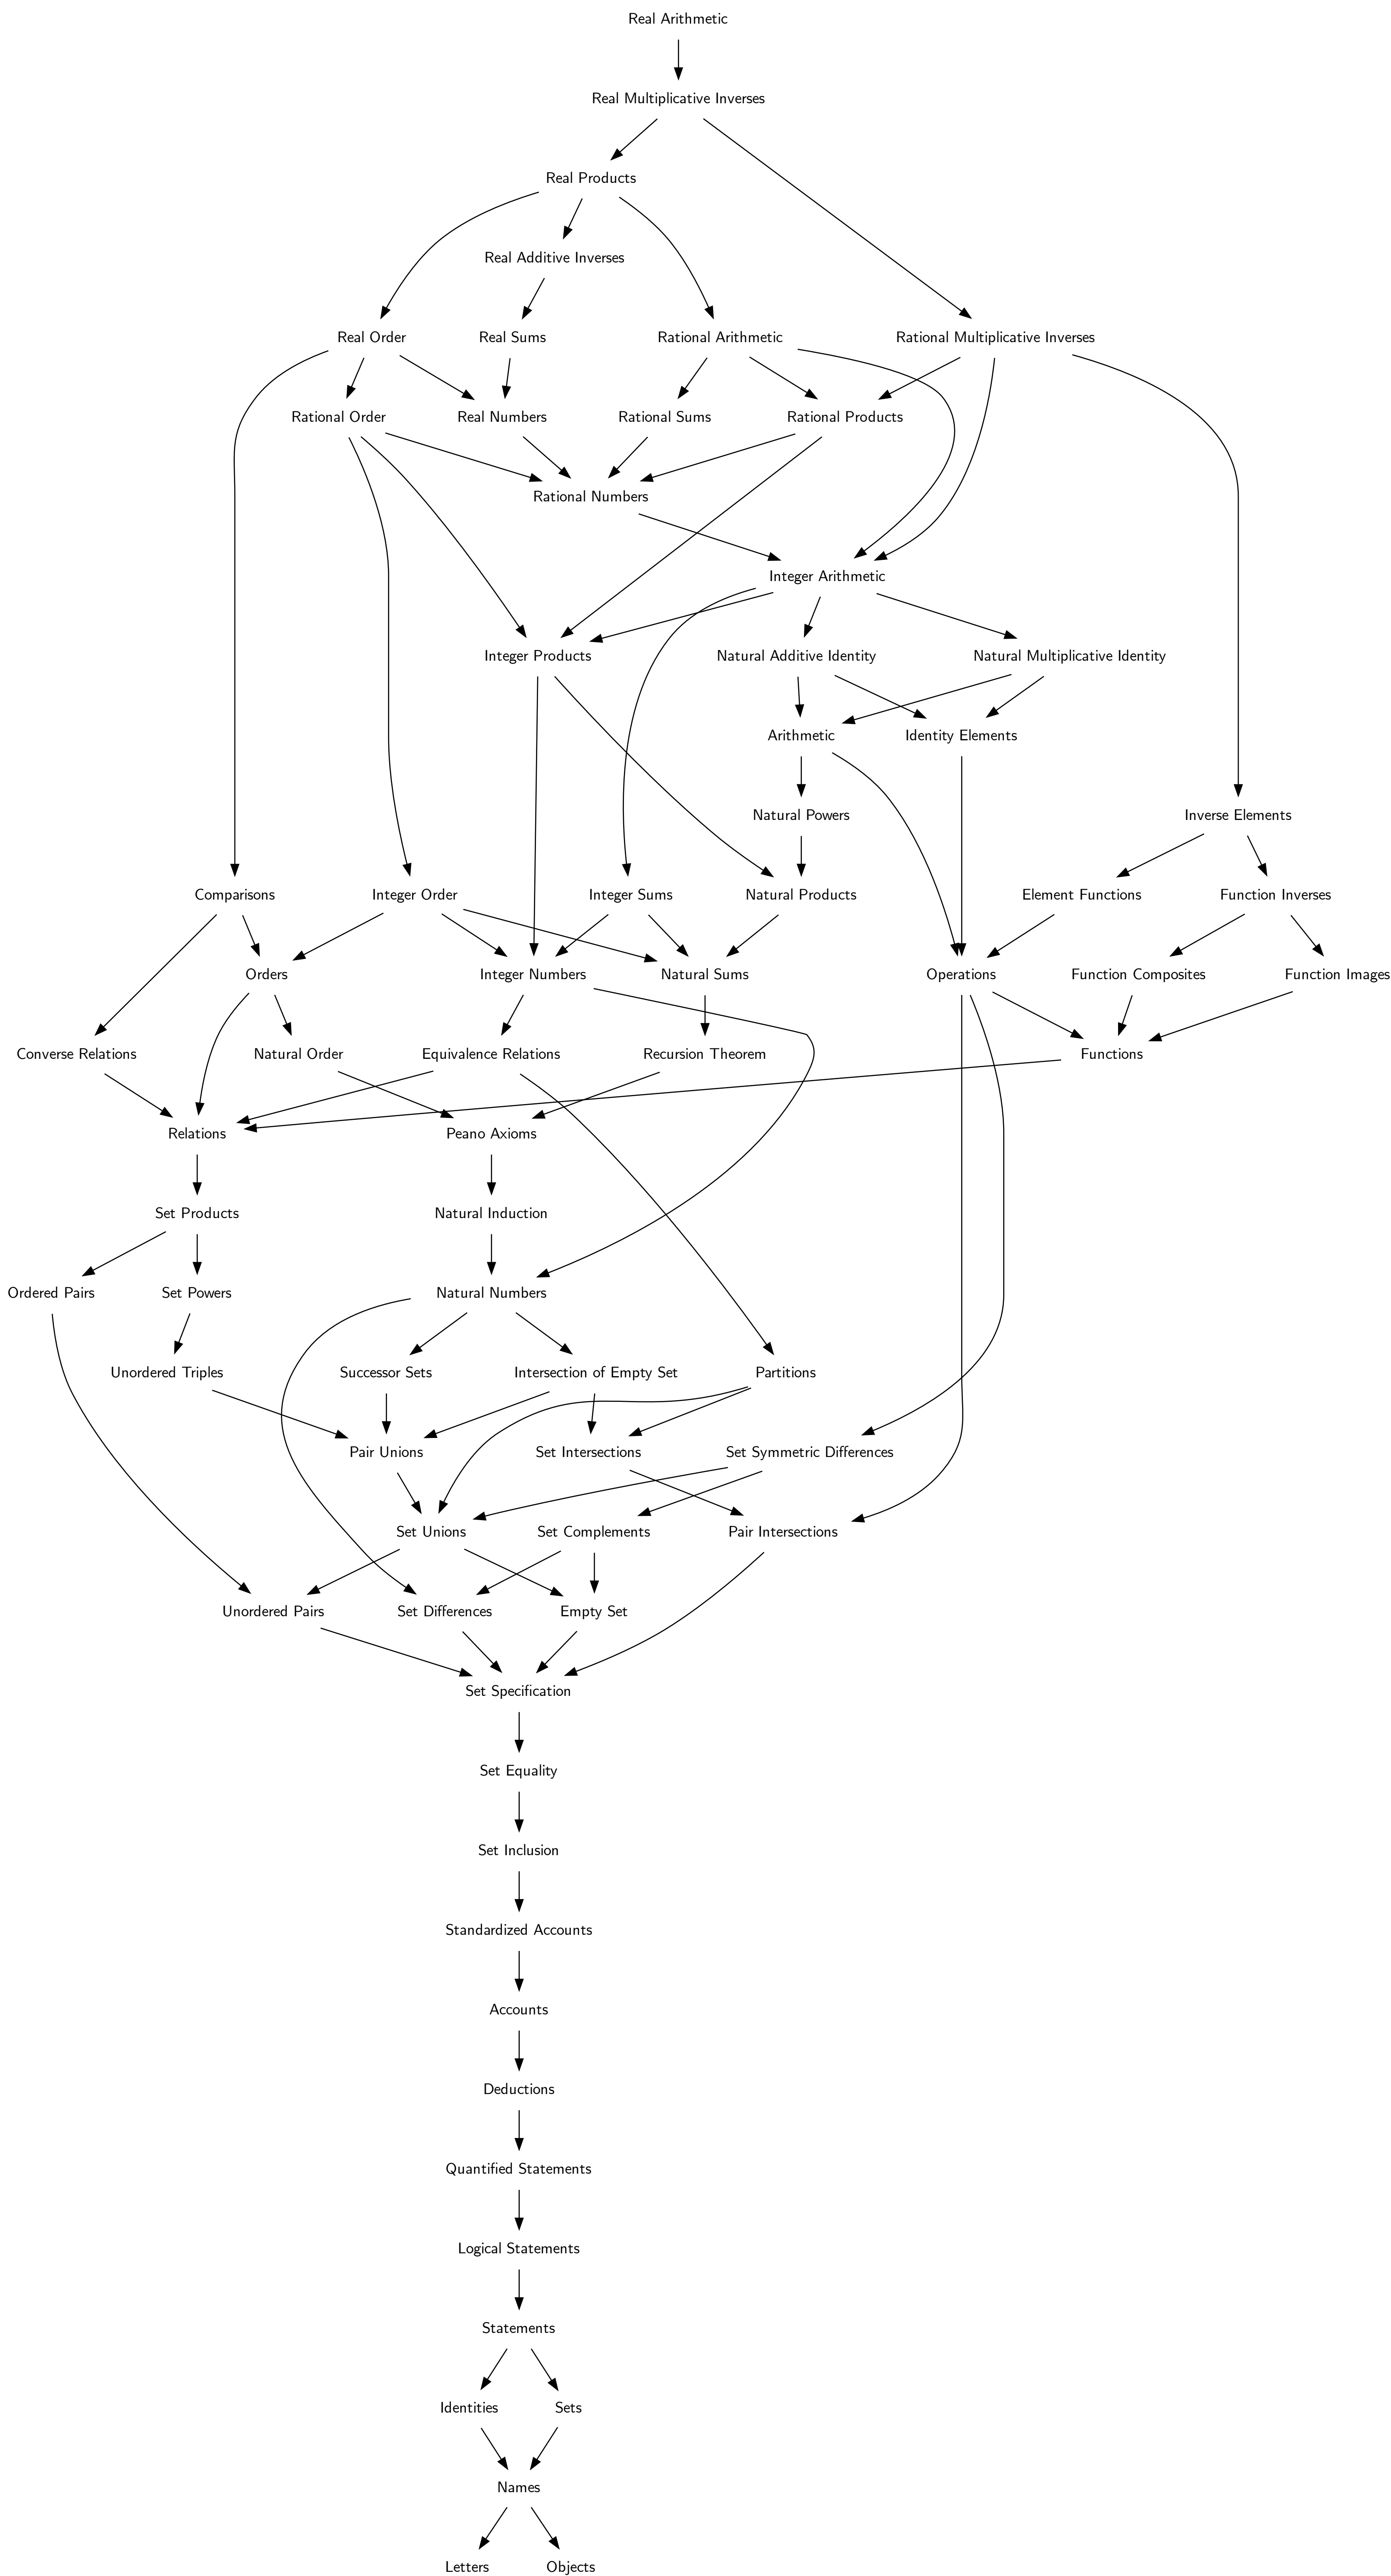 Real Arithmetic
Real Multiplicative Inverses
Real Products
Real Additive Inverses
Real Order
Real Sums
Rational Arithmetic
Rational Multiplicative Inverses
Rational Order
Real Numbers
Rational Sums
Rational Products
Rational Numbers
Integer Arithmetic
Integer Products
Natural Additive Identity
Natural Multiplicative Identity
Arithmetic
Identity Elements
Natural Powers
Inverse Elements
Comparisons
Integer Order
Integer Sums
Natural Products
Element Functions
Function Inverses
Orders
Integer Numbers
Natural Sums
Operations
Function Composites
Function Images
Converse Relations
Natural Order
Equivalence Relations
Recursion Theorem
Functions
Relations
Peano Axioms
Set Products
Natural Induction
Ordered Pairs
Set Powers
Natural Numbers
Unordered Triples
Successor Sets
Intersection of Empty Set
Partitions
Pair Unions
Set Intersections
Set Symmetric Differences
Set Unions
Set Complements
Pair Intersections
Unordered Pairs
Set Differences
Empty Set
Set Specification
Set Equality
Set Inclusion
Standardized Accounts
Accounts
Deductions
Quantified Statements
Logical Statements
Statements
Identities
Sets
Names
Letters
Objects